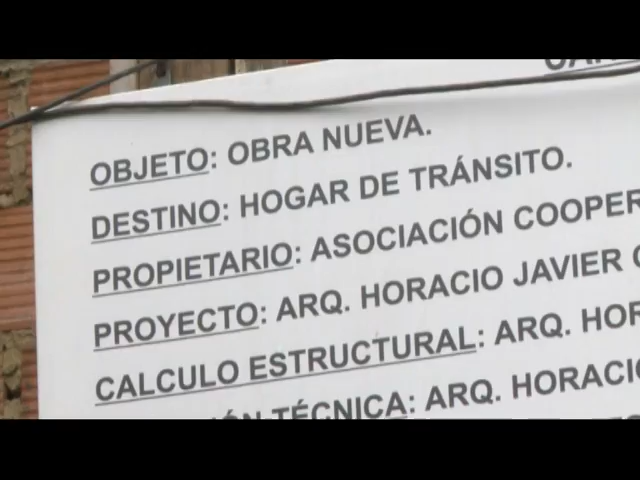 OBJETO: OBRA NUEVA.
DESTINO: HOGAR DE TRÁNSITO.
PROPIETARIO: ASOCIACIÓN COOPER
PROYECTO: ARQ. HORACIO JAVIER
CALCULO ESTRUCTURAL: ARQ. HOR
TÉCNICA: ARQ. HORACIO